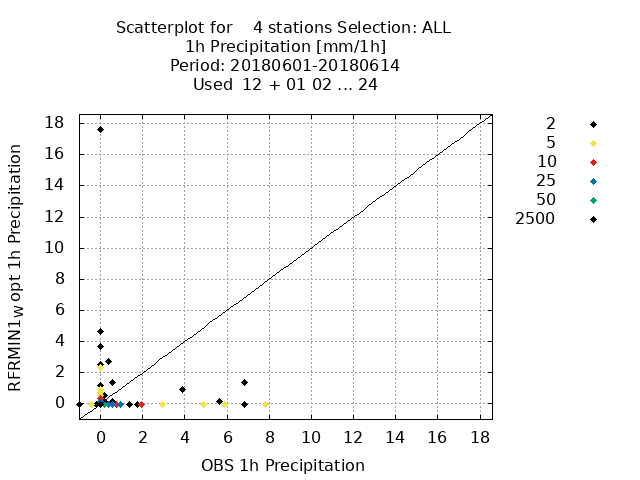 Scatterplot for    4 stations Selection: ALL
1h Precipitation [mm/1h]
Period: 20180601-20180614
Used  12 + 01 02 ... 24
18
16
14
12
10
8
6
4
2
0
0 2 4 6 8 10 12 14 16 18
RFRMIN1W opt 1h Precipitation
OBS 1h Precipitation
2
5
10
25
50
2500